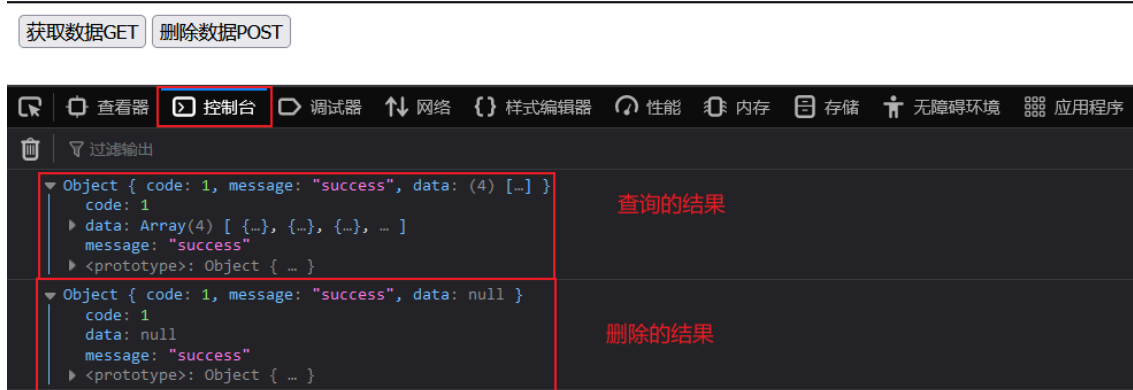 获取数据GET 删除数据POST
查看器 控制台 调试器 网络 {} 样式编辑器 性能 内存 存储 无障碍环境 应用程序
过滤输出
▼ Object { code: 1, message: "success", data: (4) […] }
code: 1
▶ data: Array(4) [ {…}, {…}, {…}, … ]
message: "success"
▶ <prototype>: Object { … }
查询的结果
▼ Object { code: 1, message: "success", data: null }
code: 1
data: null
message: "success"
▶ <prototype>: Object { … }
删除的结果